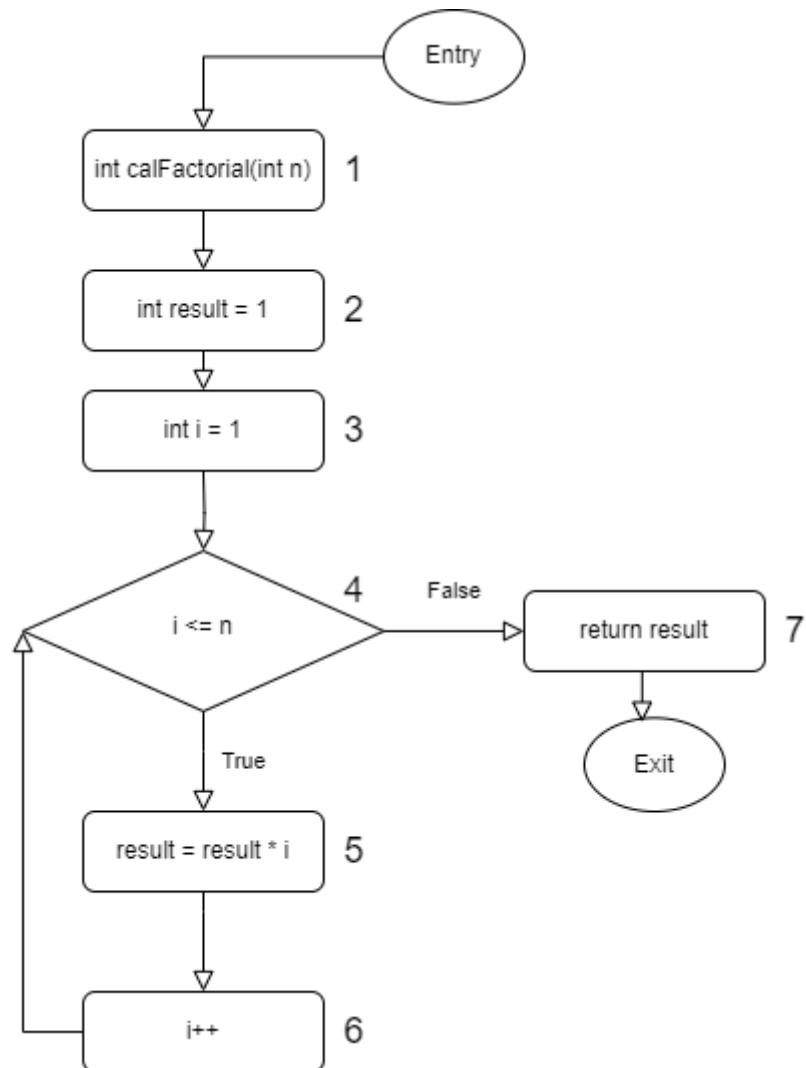 Entry
int calFactorial(int n) 1
int result = 1 2
int i = 1 3
i <= n 4
False
return result 7
Exit
True
result = result * i 5
i++ 6